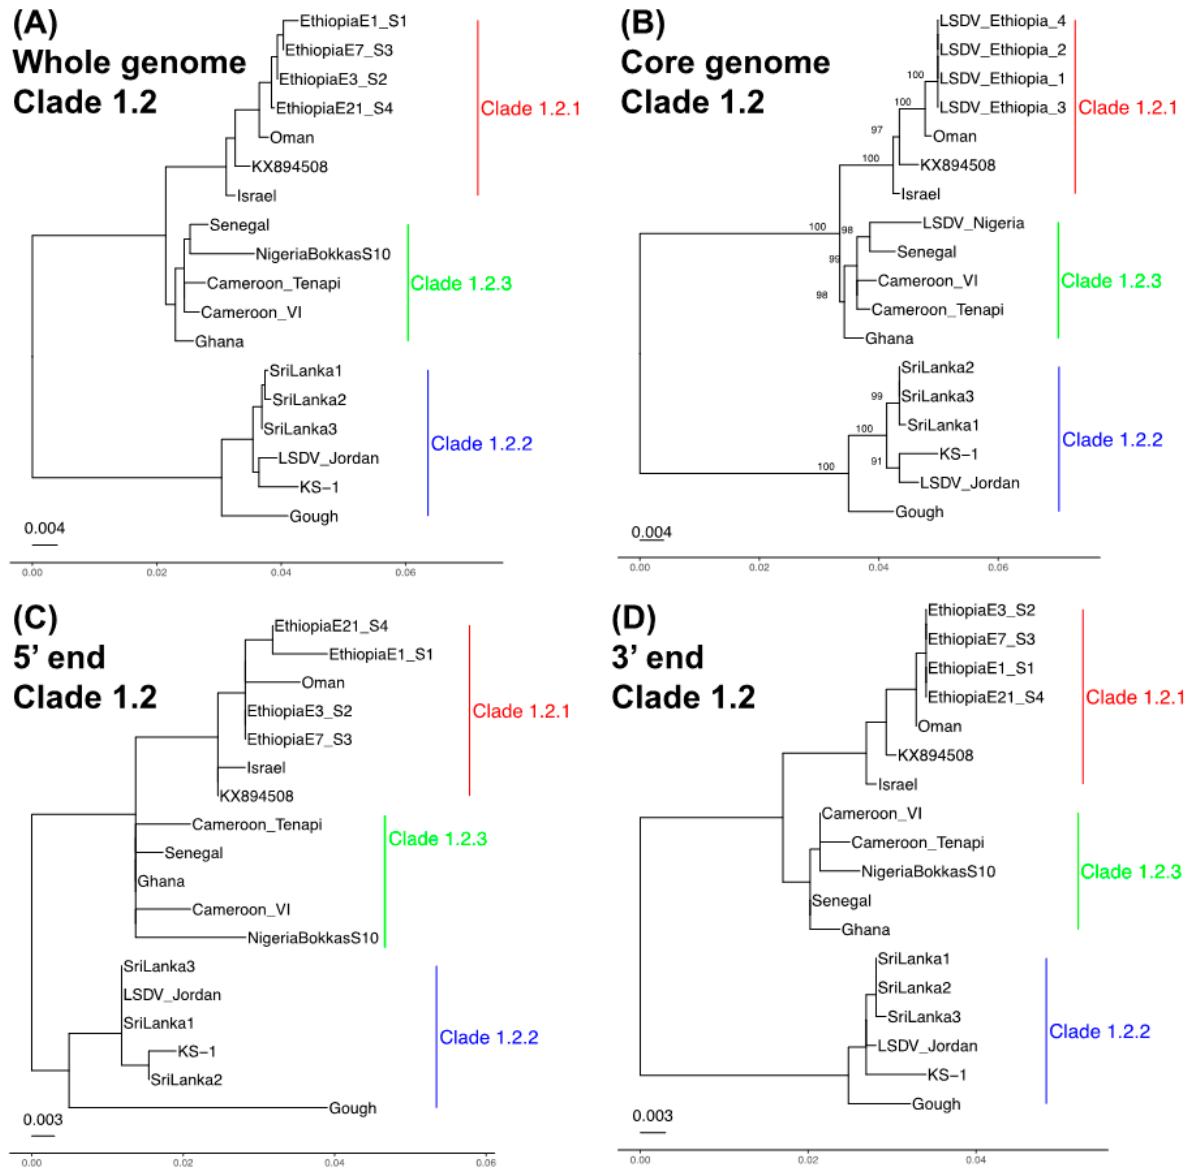 (A)
Whole genome
Clade 1.2
EthiopiaE1_S1
EthiopiaE7_S3
EthiopiaE3_S2
EthiopiaE21_S4
Clade 1.2.1
Oman
KX894508
Israel
Senegal
NigeriaBokkasS10
Cameroon_Tenapi
Clade 1.2.3
Cameroon_VI
Ghana
SriLanka1
SriLanka2
SriLanka3
Clade 1.2.2
LSDV_Jordan
KS-1
Gough
0.004
0.00 0.02 0.04 0.06
(B)
Core genome
Clade 1.2
LSDV_Ethiopia_4
LSDV_Ethiopia_2
100
LSDV_Ethiopia_1
100
LSDV_Ethiopia_3
Clade 1.2.1
97
Oman
100
KX894508
Israel
100
98
LSDV_Nigeria
99
Senegal
Cameroon_VI
Clade 1.2.3
98
Cameroon_Tenapi
Ghana
SriLanka2
99
SriLanka3
100
SriLanka1
Clade 1.2.2
91
KS-1
100
LSDV_Jordan
Gough
0.004
0.00 0.02 0.04 0.06
(C)
5' end
Clade 1.2
EthiopiaE21_S4
EthiopiaE1_S1
Oman
EthiopiaE3_S2
Clade 1.2.1
EthiopiaE7_S3
Israel
KX894508
Cameroon_Tenapi
Clade 1.2.3
Senegal
Ghana
Cameroon_VI
NigeriaBokkasS10
SriLanka3
LSDV_Jordan
SriLanka1
Clade 1.2.2
KS-1
SriLanka2
Gough
0.003
0.00 0.02 0.04 0.06
(D)
3' end
Clade 1.2
EthiopiaE3_S2
EthiopiaE7_S3
EthiopiaE1_S1
EthiopiaE21_S4
Clade 1.2.1
Oman
KX894508
Israel
Cameroon_VI
Cameroon_Tenapi
NigeriaBokkasS10
Clade 1.2.3
Senegal
Ghana
SriLanka1
SriLanka2
SriLanka3
Clade 1.2.2
LSDV_Jordan
KS-1
Gough
0.003
0.00 0.02 0.04